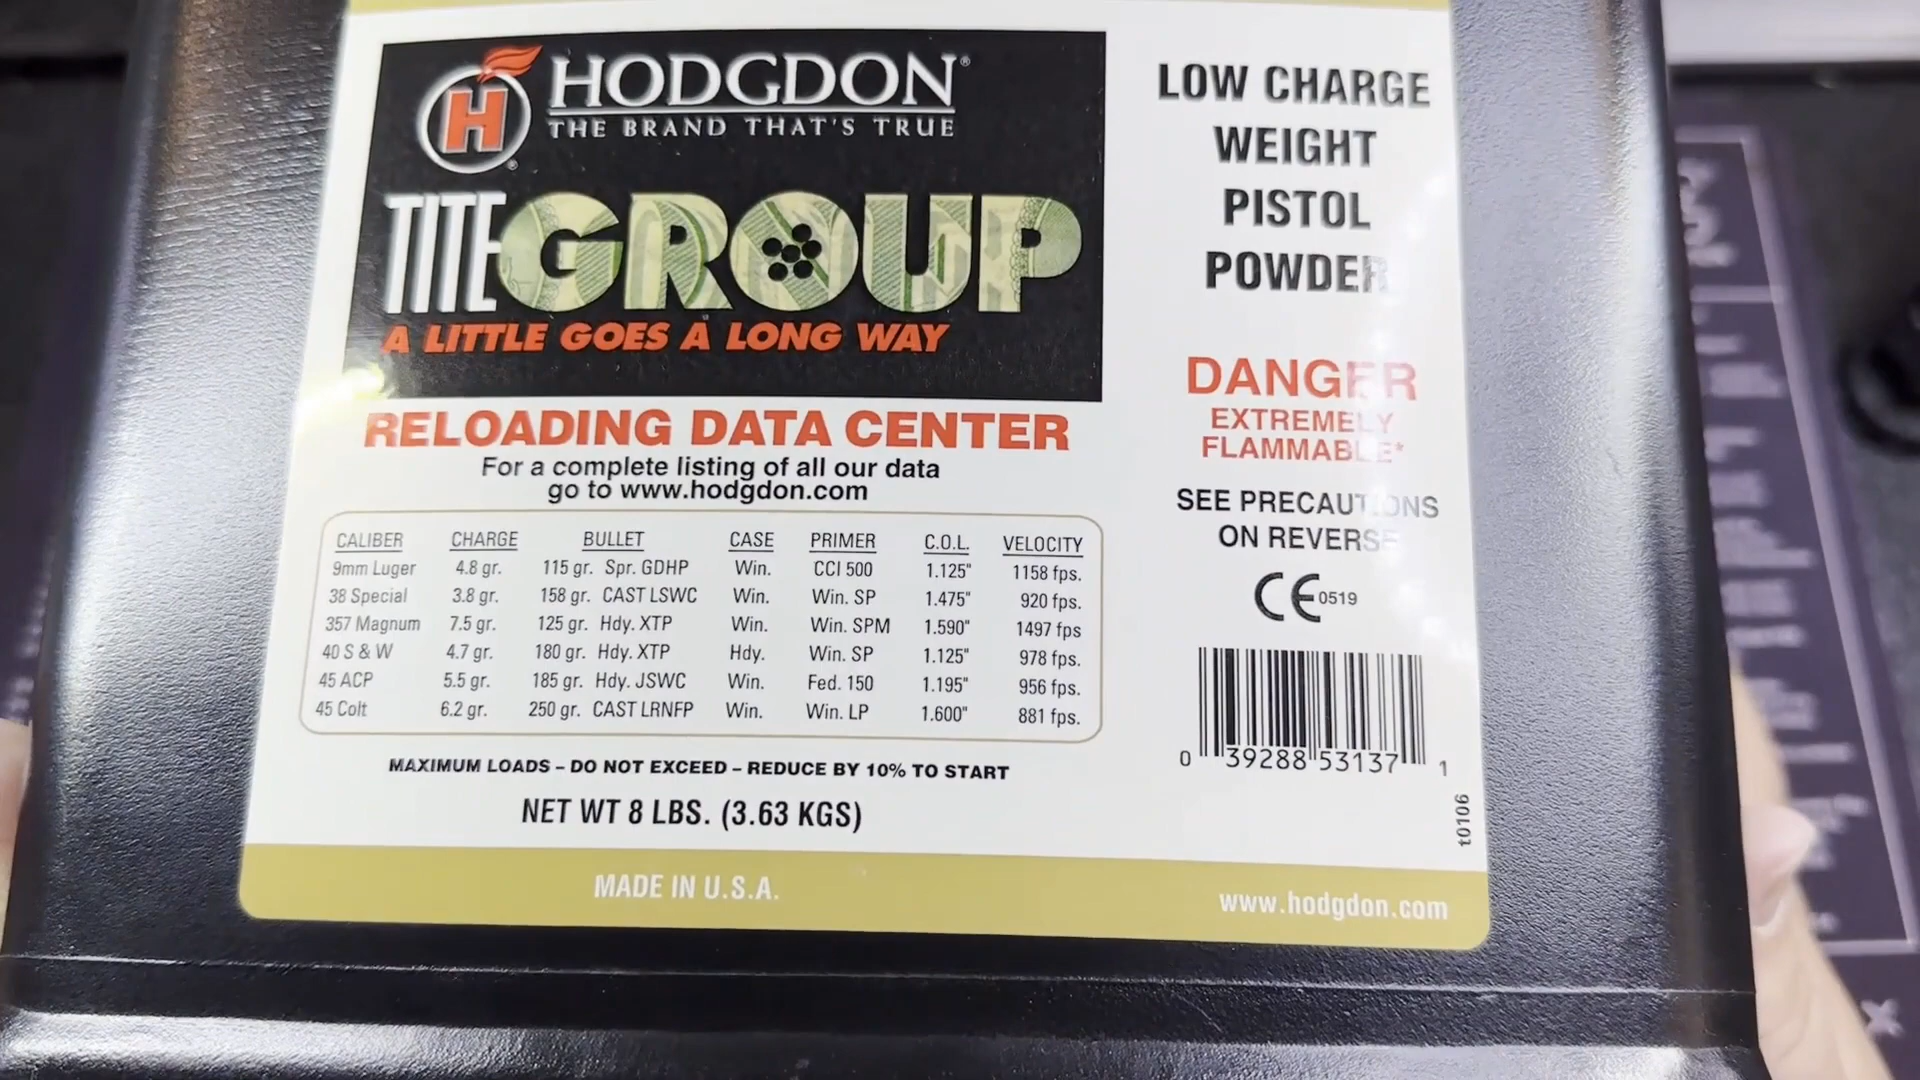 HODGDON®
THE BRAND THAT'S TRUE
TITEGROUP
A LITTLE GOES A LONG WAY
RELOADING DATA CENTER
For a complete listing of all our data
go to www.hodgdon.com
CALIBER CHARGE BULLET CASE PRIMER C.O.L. VELOCITY
9mm Luger 4.8 gr. 115 gr. Spr. GDHP Win. CCI 500 1.125" 1158 fps.
38 Special 3.8 gr. 158 gr. CAST LSWC Win. Win. SP 1.475" 920 fps.
357 Magnum 7.5 gr. 125 gr. Hdy. XTP Win. Win. SPM 1.590" 1497 fps
40 S & W 4.7 gr. 180 gr. Hdy. XTP Hdy. Win. SP 1.125" 978 fps.
45 ACP 5.5 gr. 185 gr. Hdy. JSWC Win. Fed. 150 1.195" 956 fps.
45 Colt 6.2 gr. 250 gr. CAST LRNFP Win. Win. LP 1.600" 881 fps.
MAXIMUM LOADS – DO NOT EXCEED – REDUCE BY 10% TO START
NET WT 8 LBS. (3.63 KGS)
LOW CHARGE
WEIGHT
PISTOL
POWDER
DANGER
EXTREMELY
FLAMMABLE*
SEE PRECAUTIONS
ON REVERSE
CE 0519
0 39288 53137 1
t0106
MADE IN U.S.A.
www.hodgdon.com